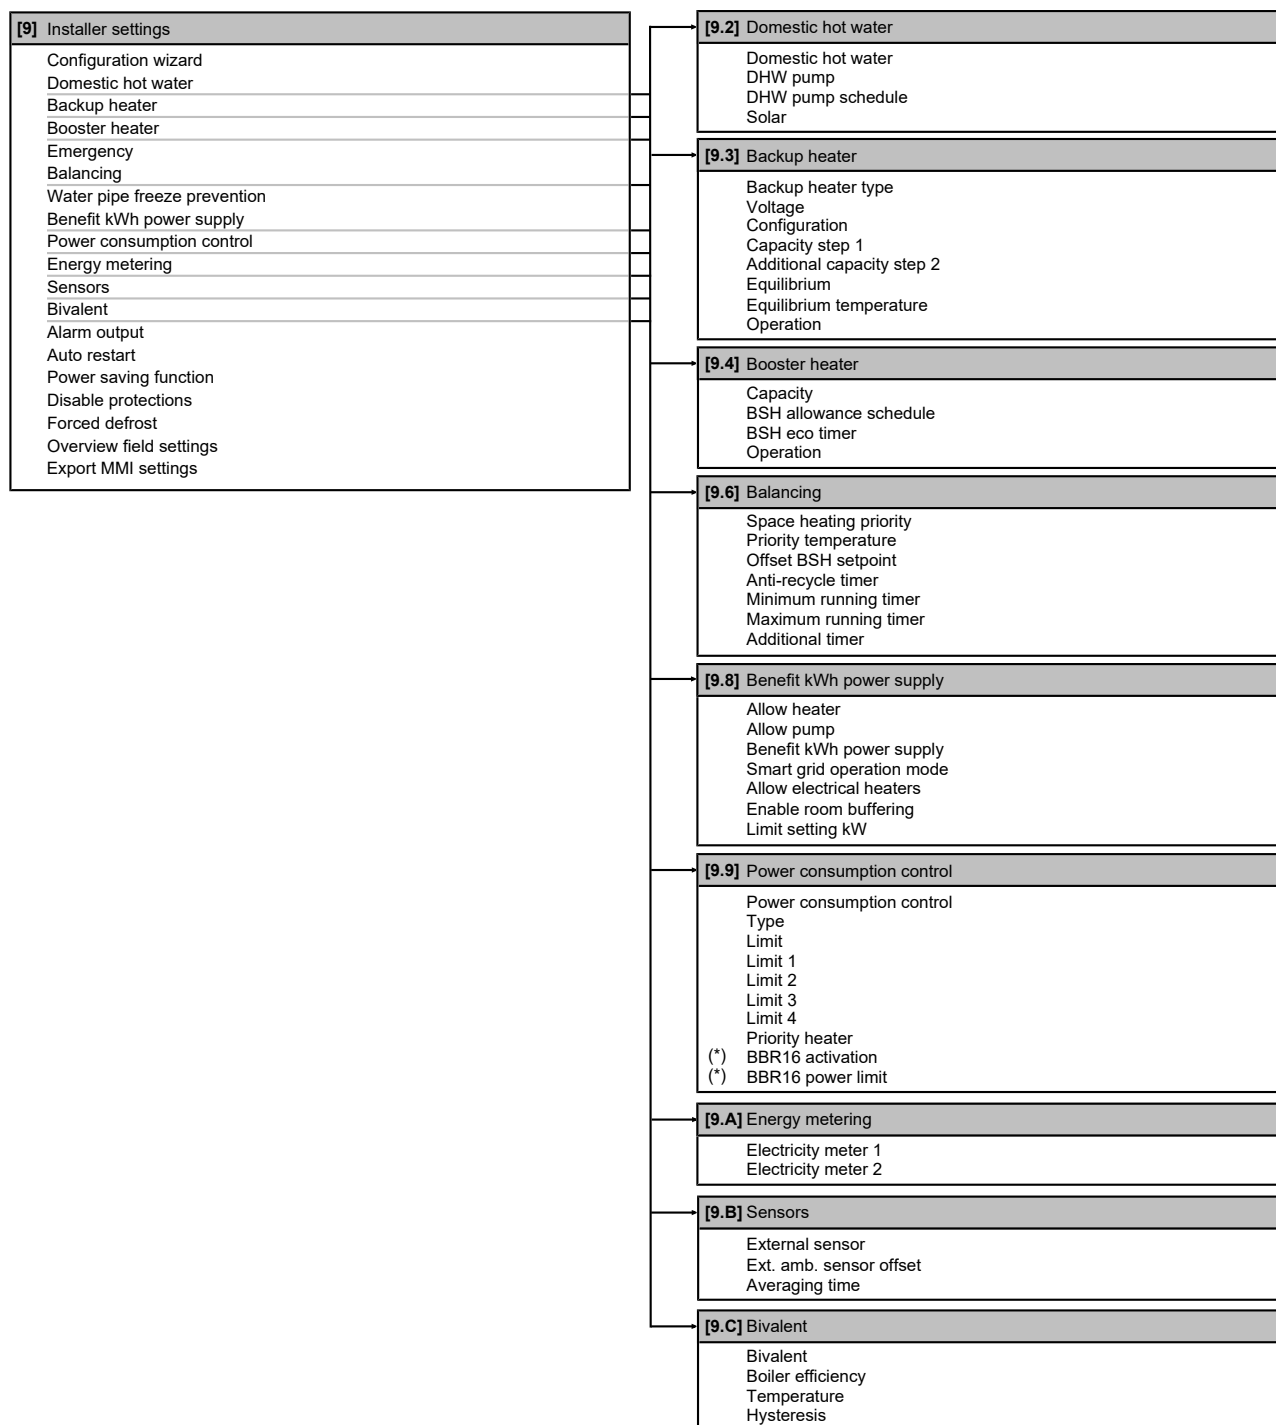 [9] Installer settings
Configuration wizard
Domestic hot water
Backup heater
Booster heater
Emergency
Balancing
Water pipe freeze prevention
Benefit kWh power supply
Power consumption control
Energy metering
Sensors
Bivalent
Alarm output
Auto restart
Power saving function
Disable protections
Forced defrost
Overview field settings
Export MMI settings
[9.2] Domestic hot water
Domestic hot water
DHW pump
DHW pump schedule
Solar
[9.3] Backup heater
Backup heater type
Voltage
Configuration
Capacity step 1
Additional capacity step 2
Equilibrium
Equilibrium temperature
Operation
[9.4] Booster heater
Capacity
BSH allowance schedule
BSH eco timer
Operation
[9.6] Balancing
Space heating priority
Priority temperature
Offset BSH setpoint
Anti-recycle timer
Minimum running timer
Maximum running timer
Additional timer
[9.8] Benefit kWh power supply
Allow heater
Allow pump
Benefit kWh power supply
Smart grid operation mode
Allow electrical heaters
Enable room buffering
Limit setting kW
[9.9] Power consumption control
Power consumption control
Type
Limit
Limit 1
Limit 2
Limit 3
Limit 4
Priority heater
(*) BBR16 activation
(*) BBR16 power limit
[9.A] Energy metering
Electricity meter 1
Electricity meter 2
[9.B] Sensors
External sensor
Ext. amb. sensor offset
Averaging time
[9.C] Bivalent
Bivalent
Boiler efficiency
Temperature
Hysteresis